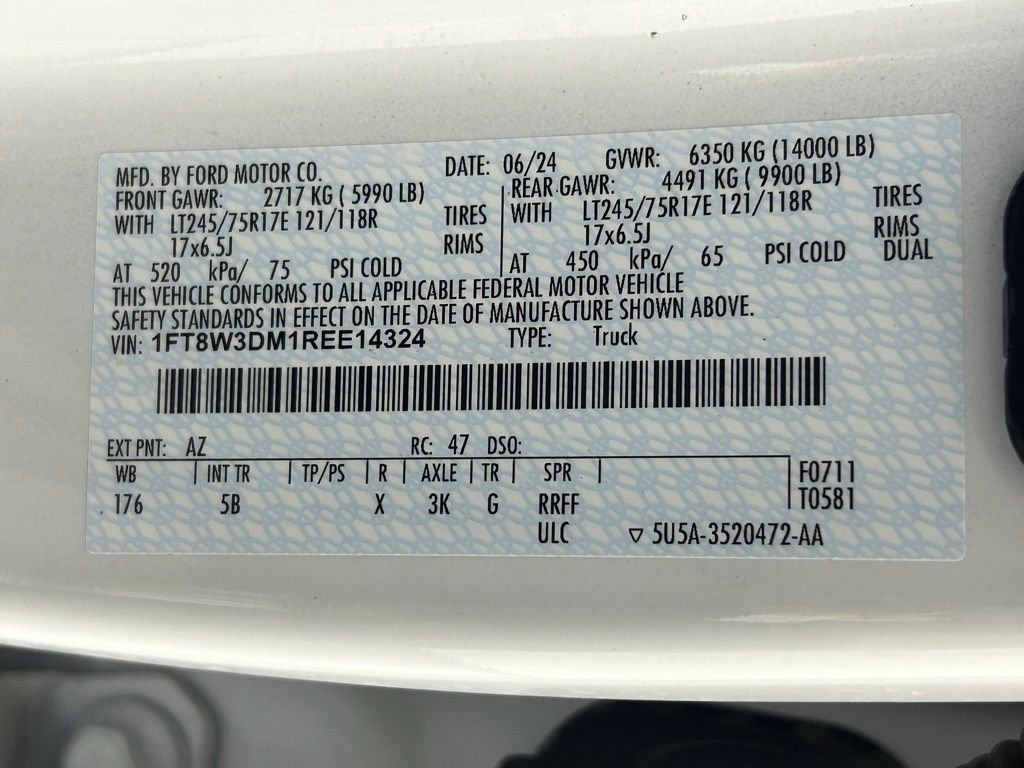 MFD. BY FORD MOTOR CO. DATE: 06/24 GVWR: 6350 KG (14000 LB)
FRONT GAWR: 2717 KG ( 5990 LB) REAR GAWR: 4491 KG ( 9900 LB)
WITH LT245/75R17E 121/118R TIRES WITH LT245/75R17E 121/118R TIRES
17x6.5J RIMS 17x6.5J RIMS
AT 520 kPa/ 75 PSI COLD AT 450 kPa/ 65 PSI COLD DUAL
THIS VEHICLE CONFORMS TO ALL APPLICABLE FEDERAL MOTOR VEHICLE
SAFETY STANDARDS IN EFFECT ON THE DATE OF MANUFACTURE SHOWN ABOVE.
VIN: 1FT8W3DM1REE14324 TYPE: Truck
EXT PNT: AZ RC: 47 DSO:
WB INT TR TP/PS R AXLE TR SPR F0711
176 5B X 3K G RRFF T0581
ULC ▽ 5U5A-3520472-AA